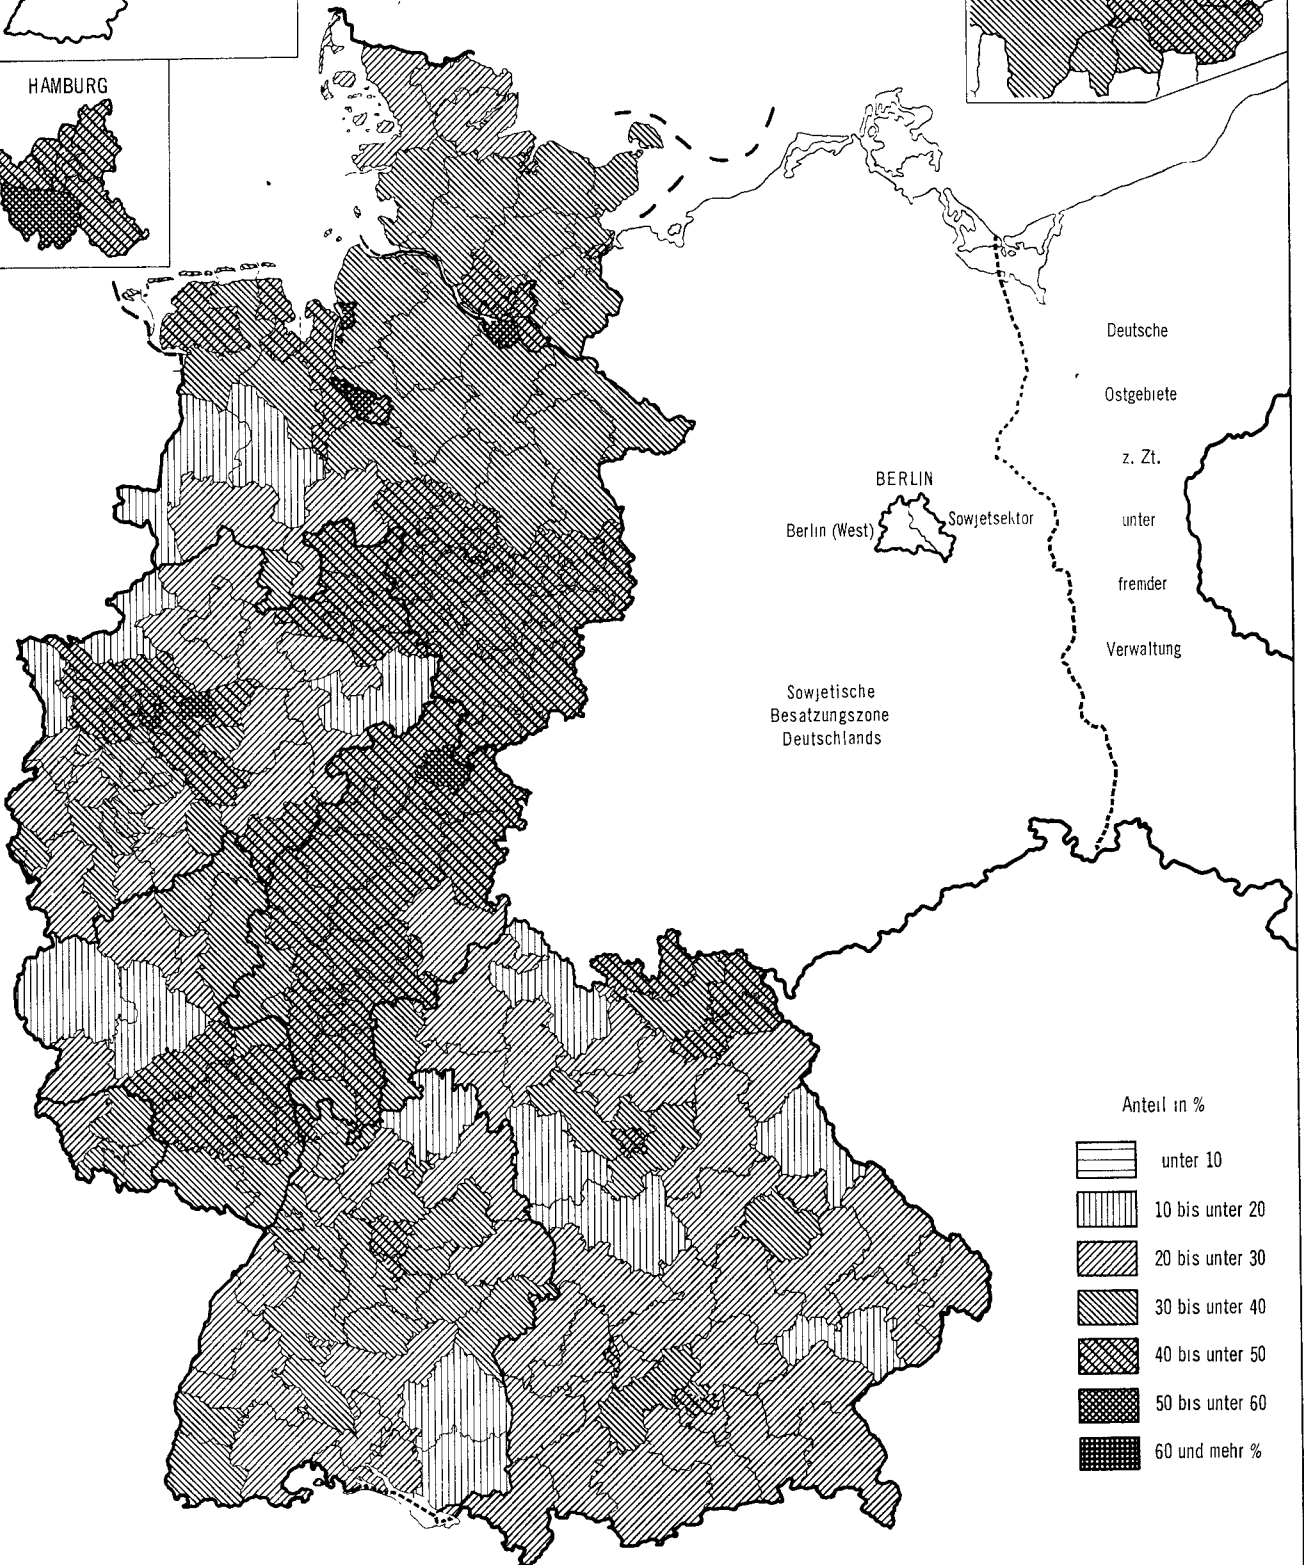 HAMBURG
Deutsche
Ostgebiete
z. Zt.
unter
fremder
Verwaltung
BERLIN
Berlin (West)
Sowjetsektor
Sowjetische
Besatzungszone
Deutschlands
Anteil in %
unter 10
10 bis unter 20
20 bis unter 30
30 bis unter 40
40 bis unter 50
50 bis unter 60
60 und mehr %